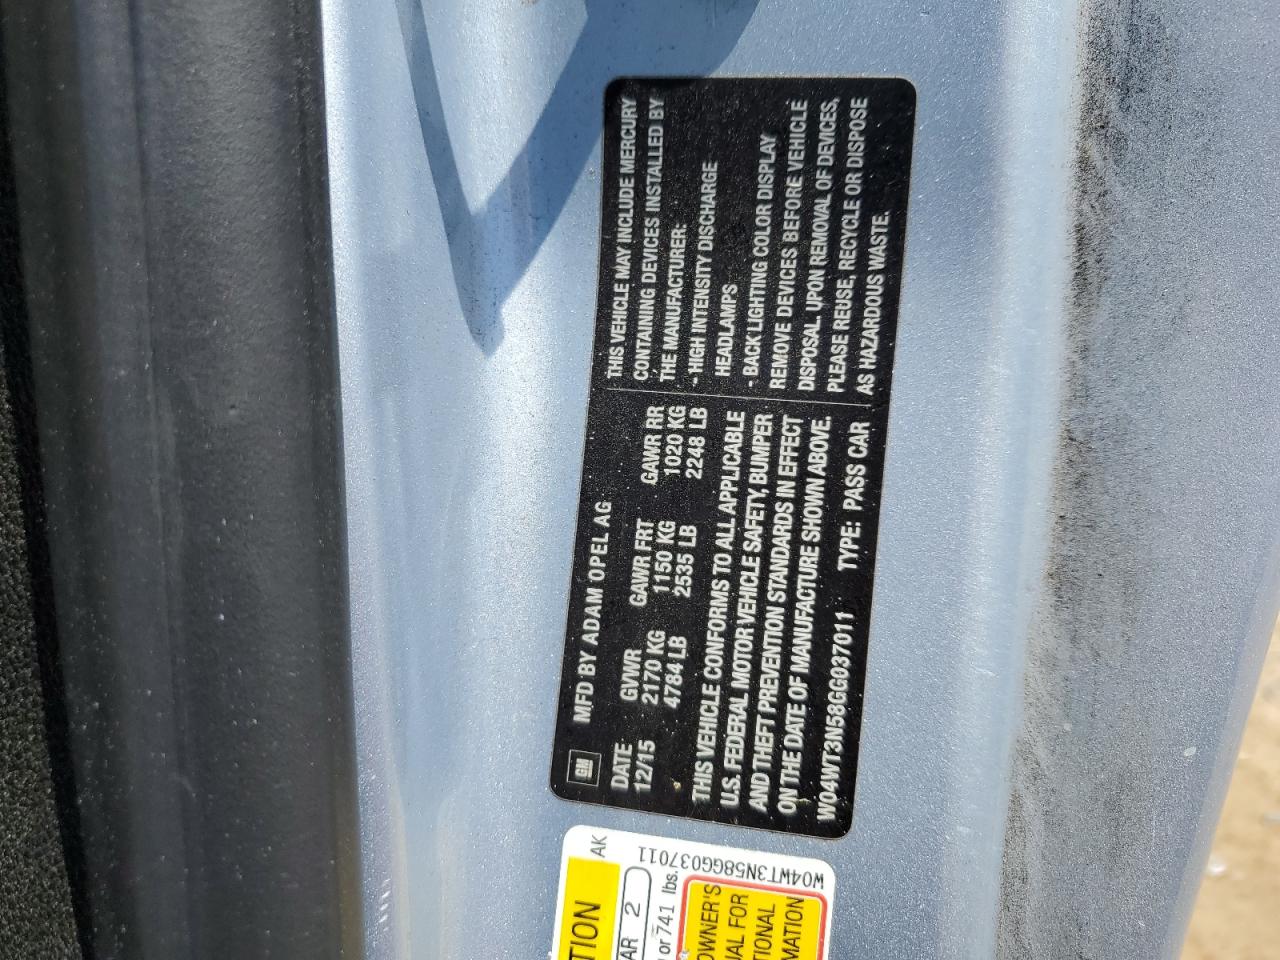 GM
MFD BY ADAM OPEL AG
DATE GVWR GAWR FRT GAWR RR
12/15 2170 KG 1150 KG 1020 KG
4784 LB 2535 LB 2248 LB
THIS VEHICLE CONFORMS TO ALL APPLICABLE
U.S. FEDERAL MOTOR VEHICLE SAFETY, BUMPER
AND THEFT PREVENTION STANDARDS IN EFFECT
ON THE DATE OF MANUFACTURE SHOWN ABOVE.
W04WT3N58GG037011 TYPE: PASS CAR
THIS VEHICLE MAY INCLUDE MERCURY
CONTAINING DEVICES INSTALLED BY
THE MANUFACTURER:
- HIGH INTENSITY DISCHARGE
HEADLAMPS
- BACK LIGHTING COLOR DISPLAY
REMOVE DEVICES BEFORE VEHICLE
DISPOSAL. UPON REMOVAL OF DEVICES,
PLEASE REUSE, RECYCLE OR DISPOSE
AS HAZARDOUS WASTE.
AK
TION
AR 2
or 741 lbs.
W04WT3N58GG037011
OWNER'S
UAL FOR
TIONAL
MATION